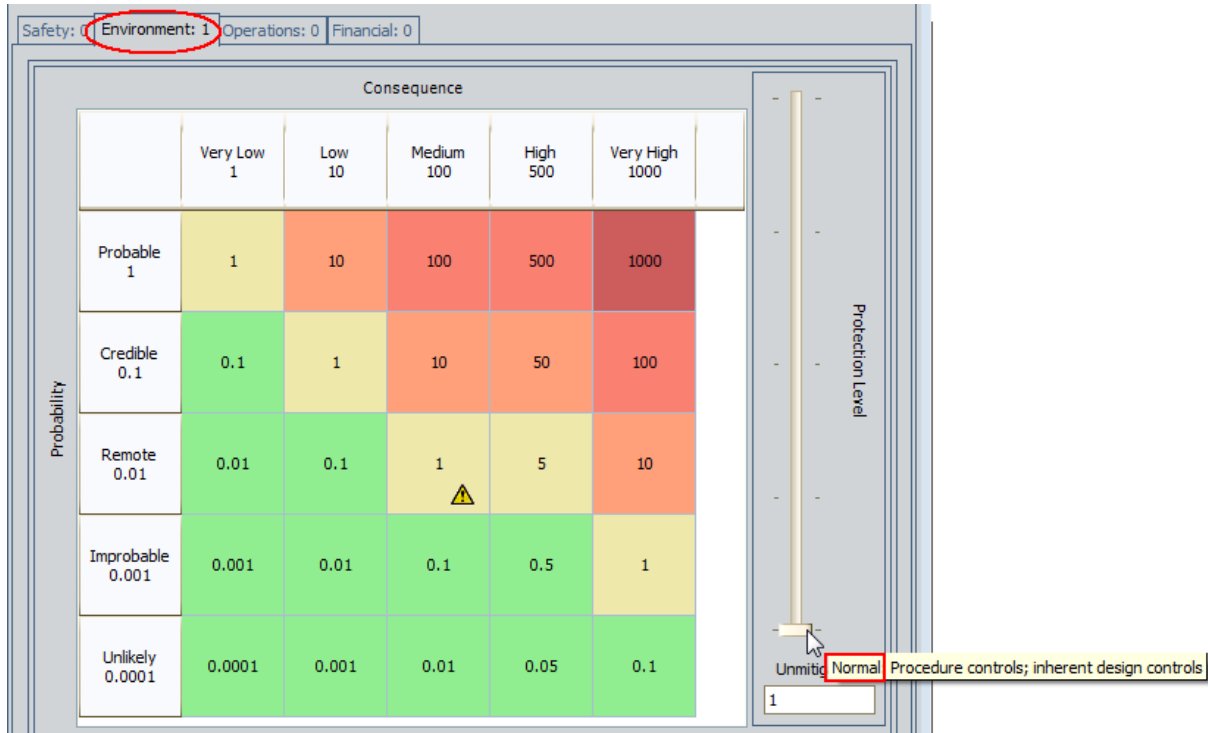 Safety: 0 Environment: 1 Operations: 0 Financial: 0
Consequence
Very Low Low Medium High Very High
1 10 100 500 1000
Probable
1
1 10 100 500 1000
Credible
0.1
0.1 1 10 50 100
Probability
Protection Level
Remote
0.01
0.01 0.1 1 5 10
Improbable
0.001
0.001 0.01 0.1 0.5 1
Unlikely
0.0001
0.0001 0.001 0.01 0.05 0.1
Normal Procedure controls; inherent design controls
1